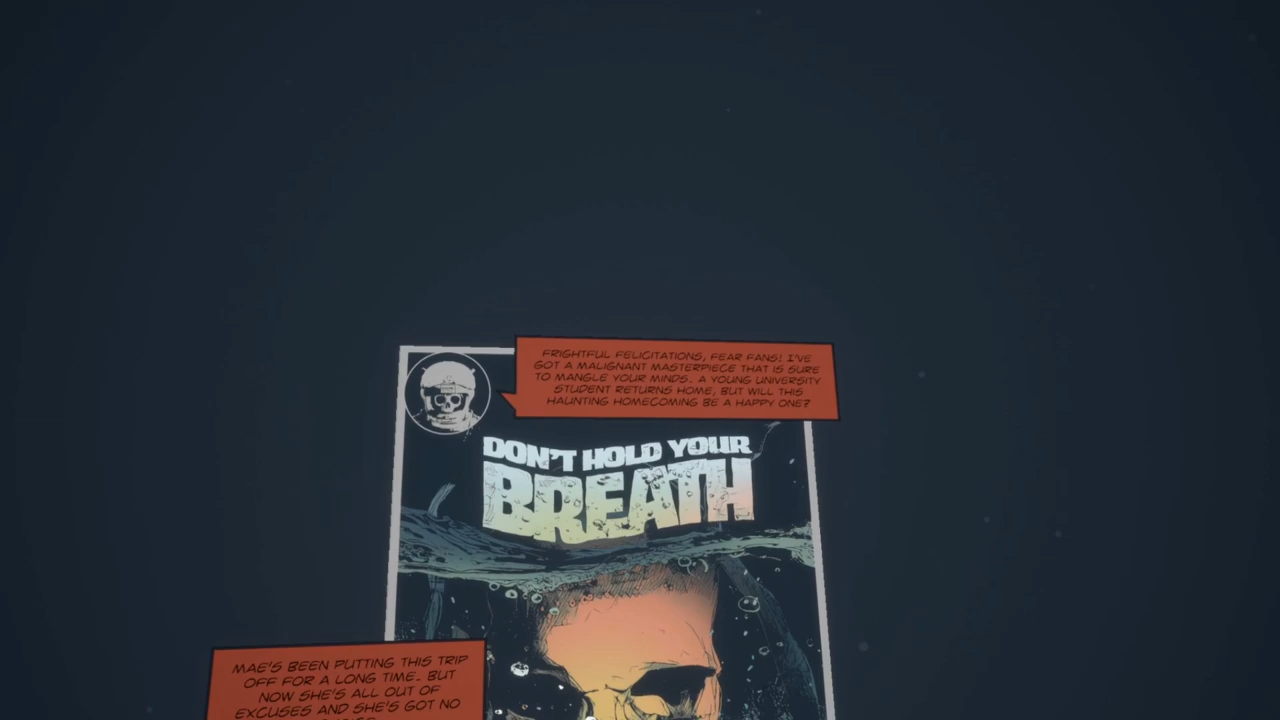 FRIGHTFUL FELICITATIONS, FEAR FANS! I'VE
GOT A MALIGNANT MASTERPIECE THAT IS SURE
TO MANGLE YOUR MINDS. A YOUNG UNIVERSITY
STUDENT RETURNS HOME, BUT WILL THIS
HAUNTING HOMECOMING BE A HAPPY ONE?
DON'T HOLD YOUR
BREATH
MAE'S BEEN PUTTING THIS TRIP
OFF FOR A LONG TIME. BUT
NOW SHE'S ALL OUT OF
EXCUSES AND SHE'S GOT NO